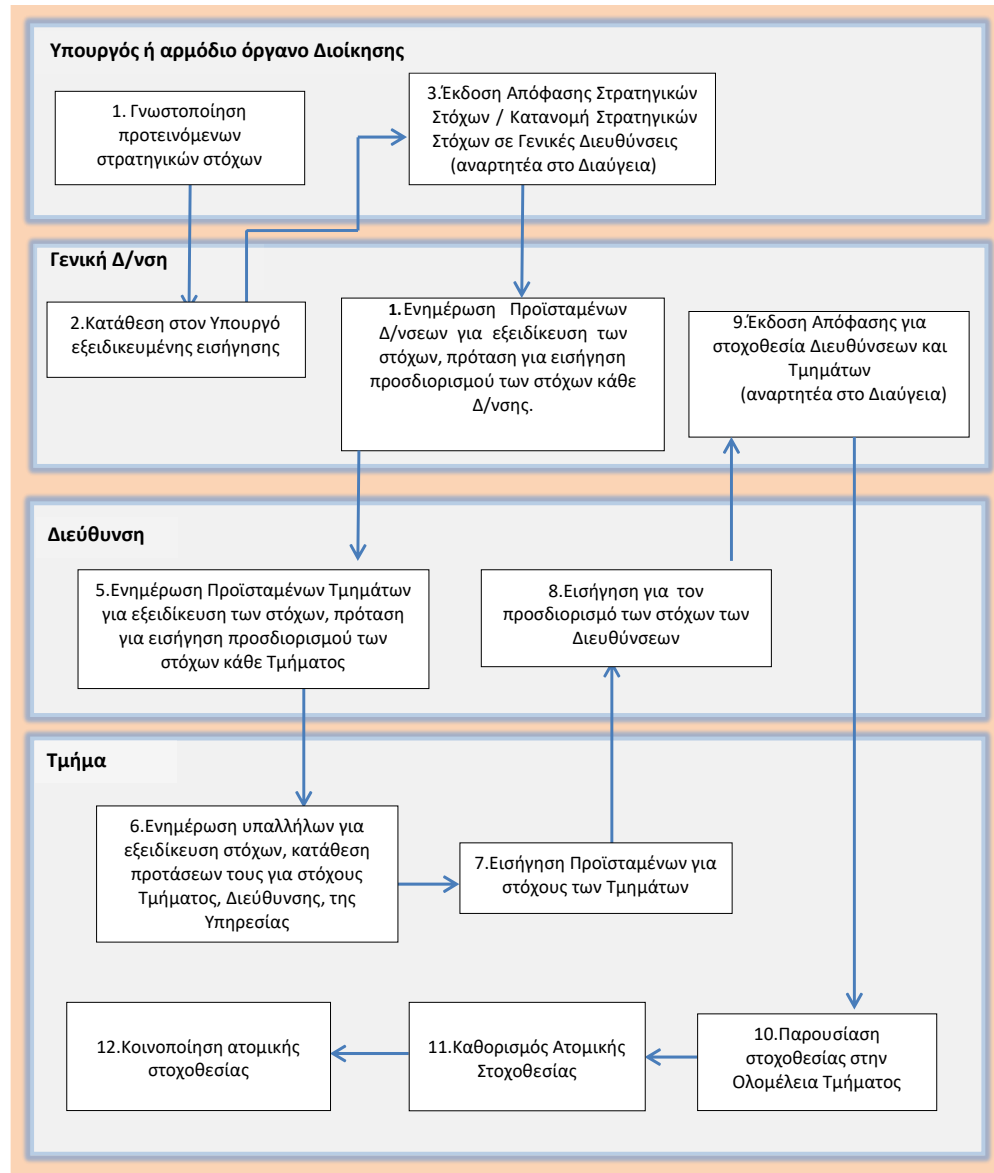 Υπουργός ή αρμόδιο όργανο Διοίκησης
1. Γνωστοποίηση
προτεινόμενων
στρατηγικών στόχων
3.Έκδοση Απόφασης Στρατηγικών
Στόχων / Κατανομή Στρατηγικών
Στόχων σε Γενικές Διευθύνσεις
(αναρτητέα στο Διαύγεια)
Γενική Δ/νση
2.Κατάθεση στον Υπουργό
εξειδικευμένης εισήγησης
1.Ενημέρωση Προϊσταμένων
Δ/νσεων για εξειδίκευση των
στόχων, πρόταση για εισήγηση
προσδιορισμού των στόχων κάθε
Δ/νσης.
9.Έκδοση Απόφασης για
στοχοθεσία Διευθύνσεων και
Τμημάτων
(αναρτητέα στο Διαύγεια)
Διεύθυνση
5.Ενημέρωση Προϊσταμένων Τμημάτων
για εξειδίκευση των στόχων, πρόταση
για εισήγηση προσδιορισμού των
στόχων κάθε Τμήματος
8.Εισήγηση για τον
προσδιορισμό των στόχων των
Διευθύνσεων
Τμήμα
6.Ενημέρωση υπαλλήλων για
εξειδίκευση στόχων, κατάθεση
προτάσεων τους για στόχους
Τμήματος, Διεύθυνσης, της
Υπηρεσίας
7.Εισήγηση Προϊσταμένων για
στόχους των Τμημάτων
12.Κοινοποίηση ατομικής
στοχοθεσίας
11.Καθορισμός Ατομικής
Στοχοθεσίας
10.Παρουσίαση
στοχοθεσίας στην
Ολομέλεια Τμήματος